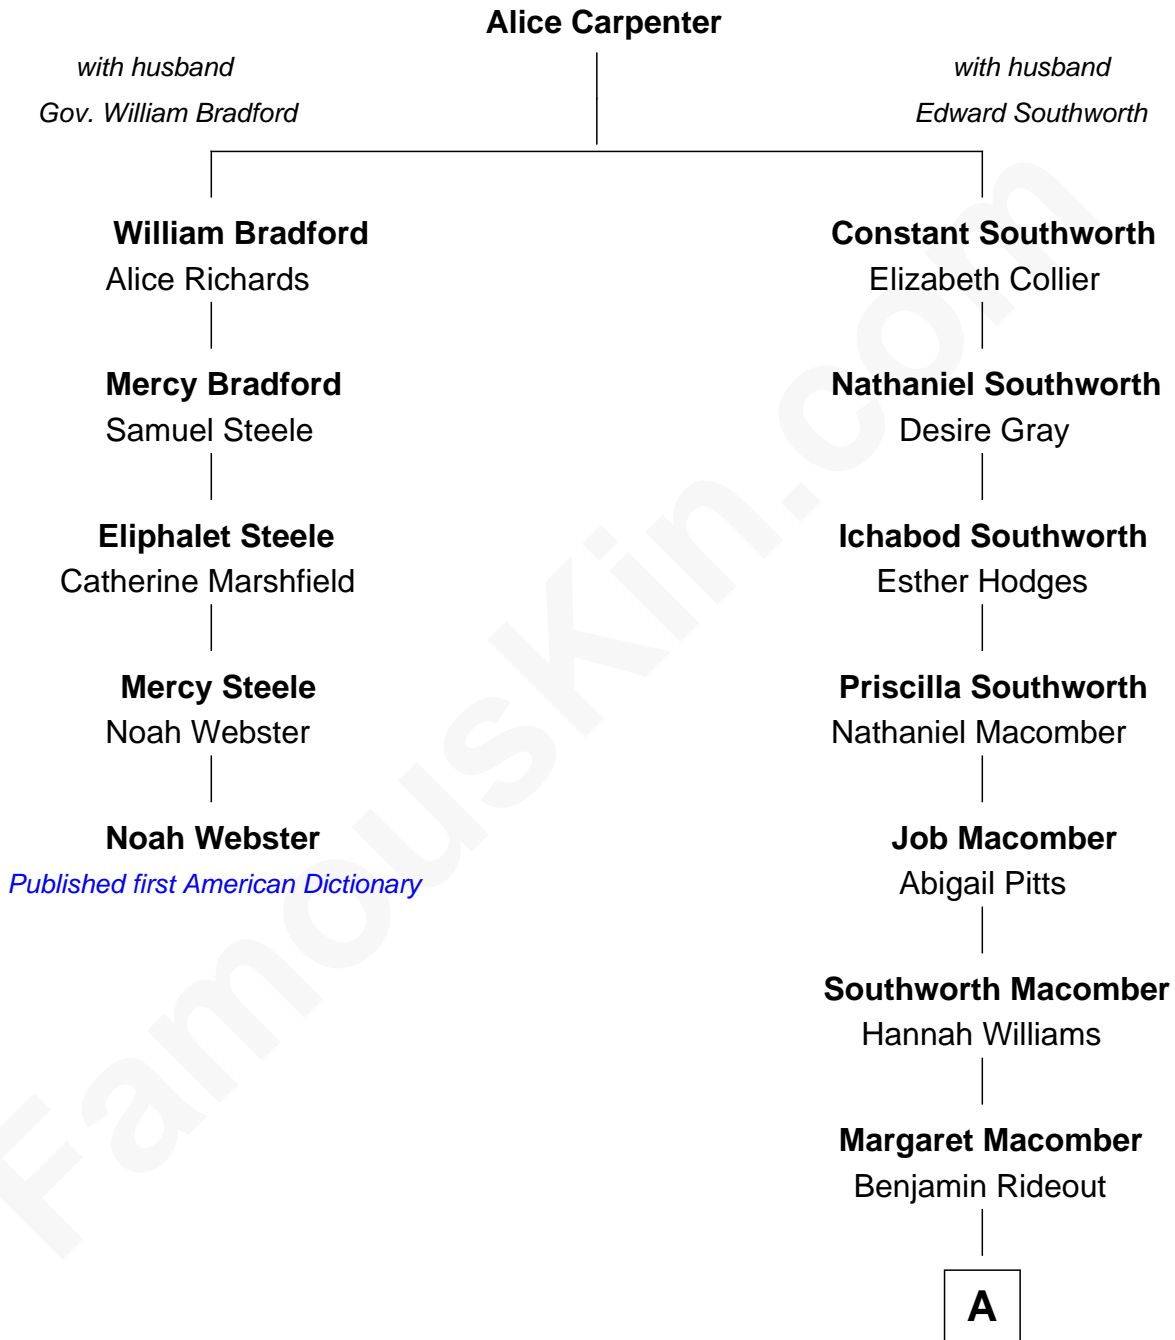 Alice Carpenter
with husband
Gov. William Bradford
with husband
Edward Southworth
William Bradford
Alice Richards
Mercy Bradford
Samuel Steele
Eliphalet Steele
Catherine Marshfield
Mercy Steele
Noah Webster
Noah Webster
Published first American Dictionary
Constant Southworth
Elizabeth Collier
Nathaniel Southworth
Desire Gray
Ichabod Southworth
Esther Hodges
Priscilla Southworth
Nathaniel Macomber
Job Macomber
Abigail Pitts
Southworth Macomber
Hannah Williams
Margaret Macomber
Benjamin Rideout
A
FamousKin.com